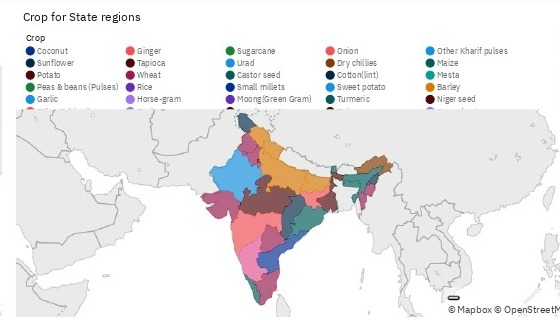 Crop for State regions
Crop
Coconut Ginger Sugarcane Onion Other Kharif pulses
Sunflower Tapioca Urad Dry chillies Maize
Potato Wheat Castor seed Cotton(lint) Mesta
Peas & beans (Pulses) Rice Small millets Sweet potato Barley
Garlic Horse-gram Moong(Green Gram) Turmeric Niger seed
© Mapbox © OpenStreetM